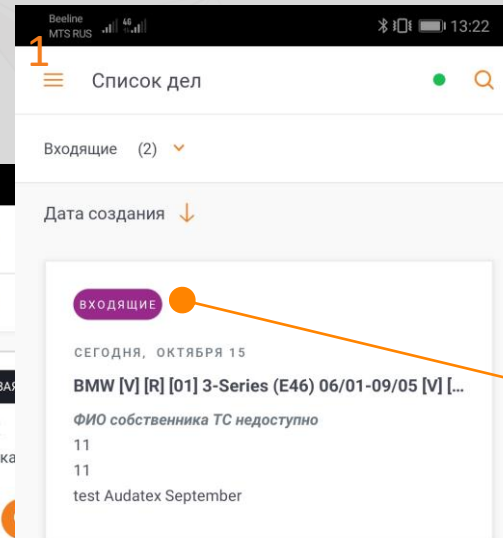 Beeline
MTS RUS 46 13:22
1
Список дел
Входящие (2)
Дата создания
ВХОДЯЩИЕ
СЕГОДНЯ, ОКТЯБРЯ 15
BMW [V] [R] [01] 3-Series (E46) 06/01-09/05 [V] [...
ФИО собственника ТС недоступно
11
11
test Audatex September